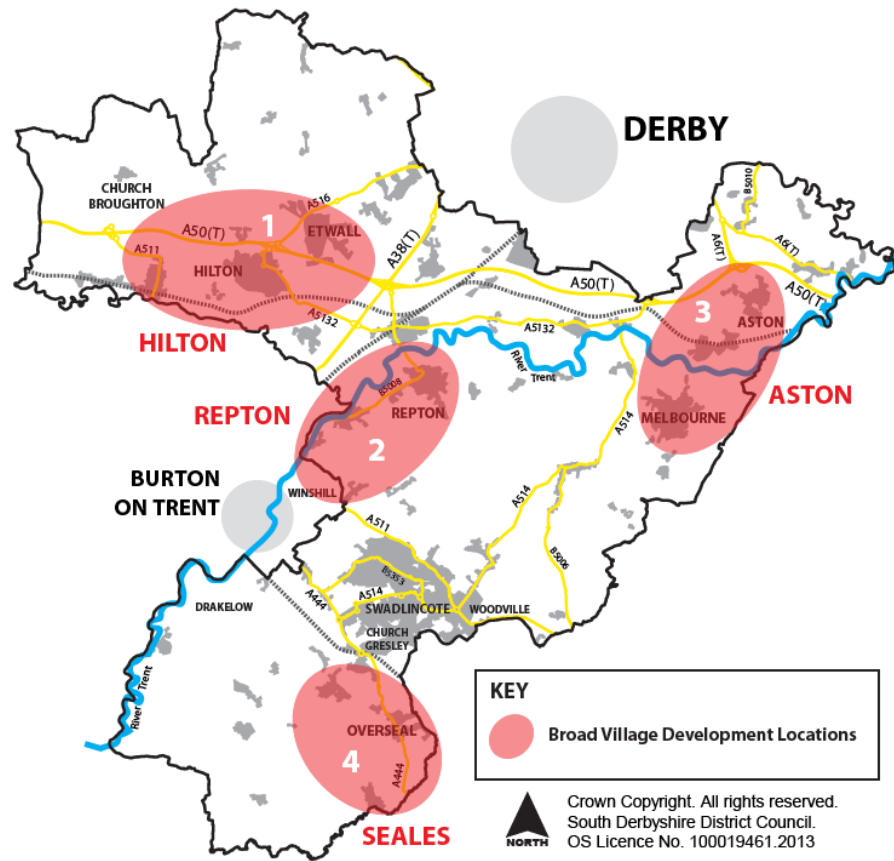 DERBY
CHURCH
BROUGHTON
1
A516
ETWALL
A50(T)
A511
HILTON
A38(T)
A5132
HILTON
B5010
A6(T)
A6(T)
A50(T)
A50(T)
3
ASTON
A5132
River
Trent
MELBOURNE
ASTON
REPTON
B5008
REPTON
2
A514
BURTON
ON TRENT
WINSHILL
A511
A514
B5006
B5353
A444
A514
SWADLINCOTE
WOODVILLE
DRAKELOW
CHURCH
GRESLEY
River Trent
OVERSEAL
4
A444
SEALES
KEY
Broad Village Development Locations
NORTH
Crown Copyright. All rights reserved.
South Derbyshire District Council.
OS Licence No. 100019461.2013